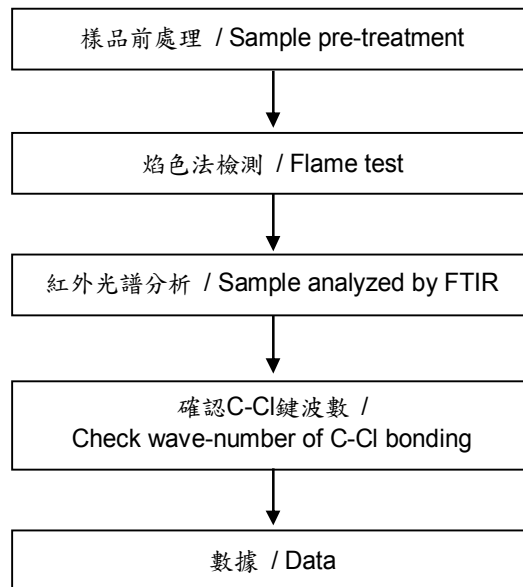 樣品前處理 / Sample pre-treatment
焰色法檢測 / Flame test
紅外光譜分析 / Sample analyzed by FTIR
確認C-Cl鍵波數 /
Check wave-number of C-Cl bonding
數據 / Data